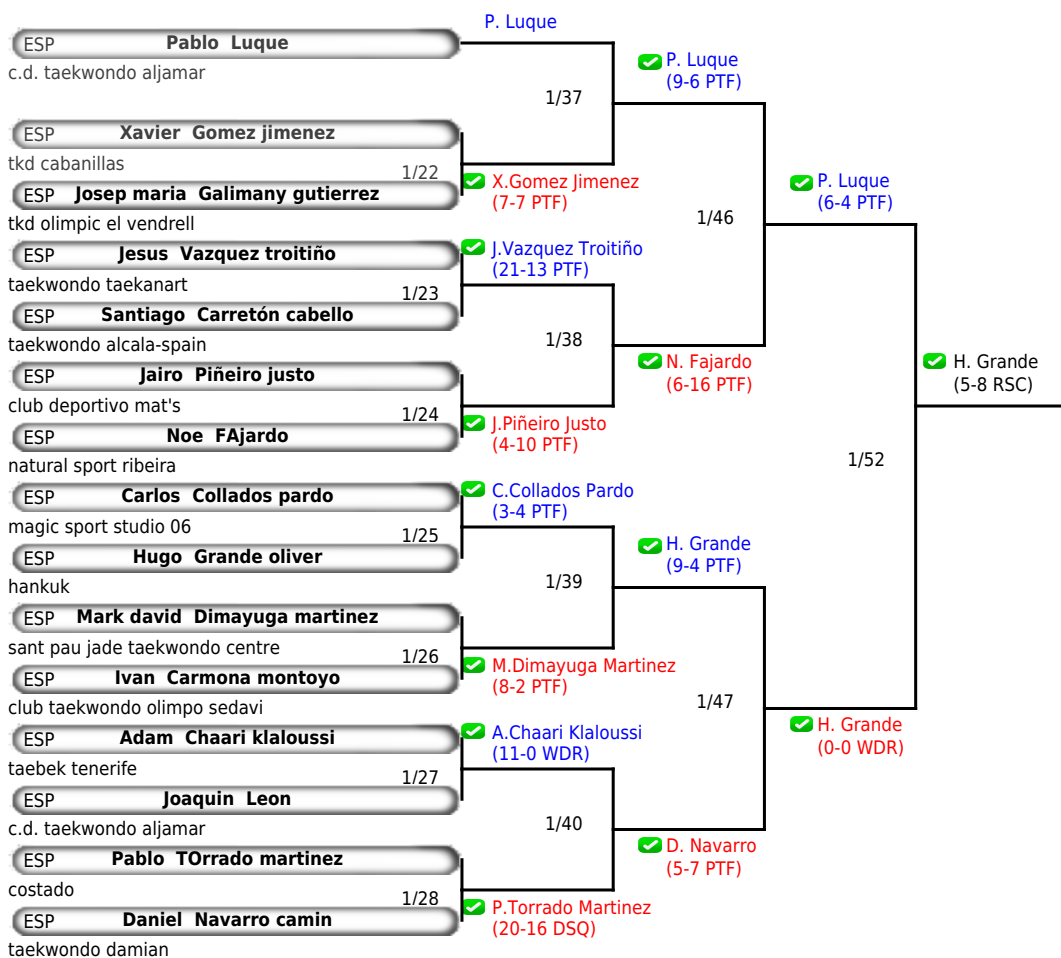 P. Luque
ESP Pablo Luque
c.d. taekwondo aljamar
P. Luque
(9-6 PTF)
1/37
ESP Xavier Gomez jimenez
tkd cabanillas
1/22
X.Gomez Jimenez
(7-7 PTF)
P. Luque
(6-4 PTF)
ESP Josep maria Galimany gutierrez
tkd olimpic el vendrell
1/46
ESP Jesus Vazquez troitiño
J.Vazquez Troitiño
(21-13 PTF)
taekwondo taekanart
1/23
ESP Santiago Carretón cabello
taekwondo alcala-spain
1/38
N. Fajardo
(6-16 PTF)
H. Grande
(5-8 RSC)
ESP Jairo Piñeiro justo
club deportivo mat's
1/24
J.Piñeiro Justo
(4-10 PTF)
ESP Noe FAjardo
natural sport ribeira
1/52
ESP Carlos Collados pardo
C.Collados Pardo
(3-4 PTF)
magic sport studio 06
1/25
ESP Hugo Grande oliver
hankuk
H. Grande
(9-4 PTF)
1/39
ESP Mark david Dimayuga martinez
sant pau jade taekwondo centre
1/26
M.Dimayuga Martinez
(8-2 PTF)
ESP Ivan Carmona montoyo
club taekwondo olimpo sedavi
1/47
H. Grande
(0-0 WDR)
ESP Adam Chaari klaloussi
A.Chaari Klaloussi
(11-0 WDR)
taebek tenerife
1/27
ESP Joaquin Leon
c.d. taekwondo aljamar
1/40
D. Navarro
(5-7 PTF)
ESP Pablo TOrrado martinez
costado
1/28
P.Torrado Martinez
(20-16 DSQ)
ESP Daniel Navarro camin
taekwondo damian